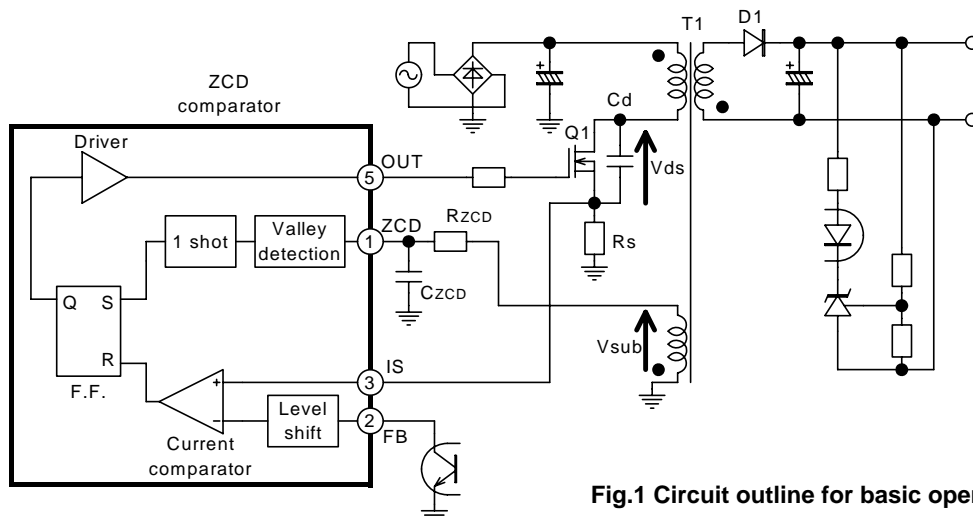 T1
D1
ZCD
comparator
Cd
Driver
Q1
OUT
Vds
5
RZCD
ZCD
1 shot
Valley
detection
1
Rs
CZCD
Q
S
Vsub
R
IS
F.F.
+
3
Level
shift
−
2
Current
comparator
FB
+
+
Fig.1 Circuit outline for basic oper